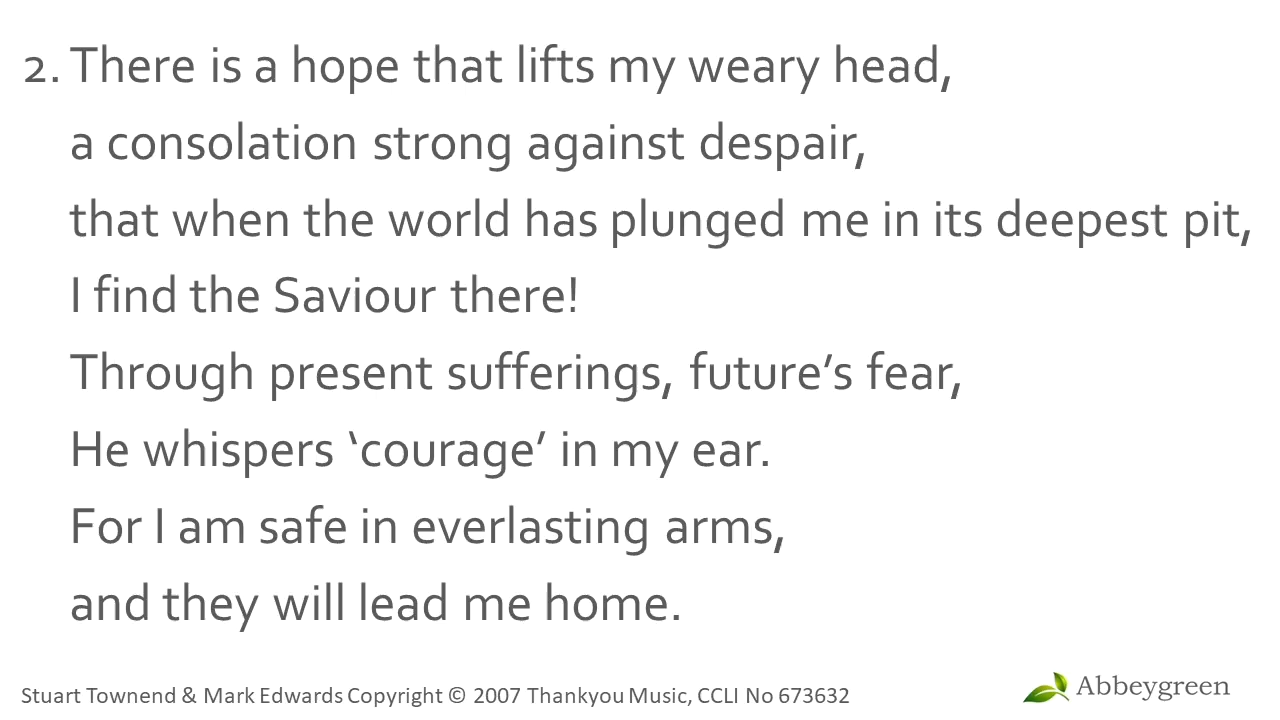 2. There is a hope that lifts my weary head,
a consolation strong against despair,
that when the world has plunged me in its deepest pit,
I find the Saviour there!
Through present sufferings, future’s fear,
He whispers ‘courage’ in my ear.
For I am safe in everlasting arms,
and they will lead me home.
Stuart Townend & Mark Edwards Copyright © 2007 Thankyou Music, CCLI No 673632
Abbeygreen